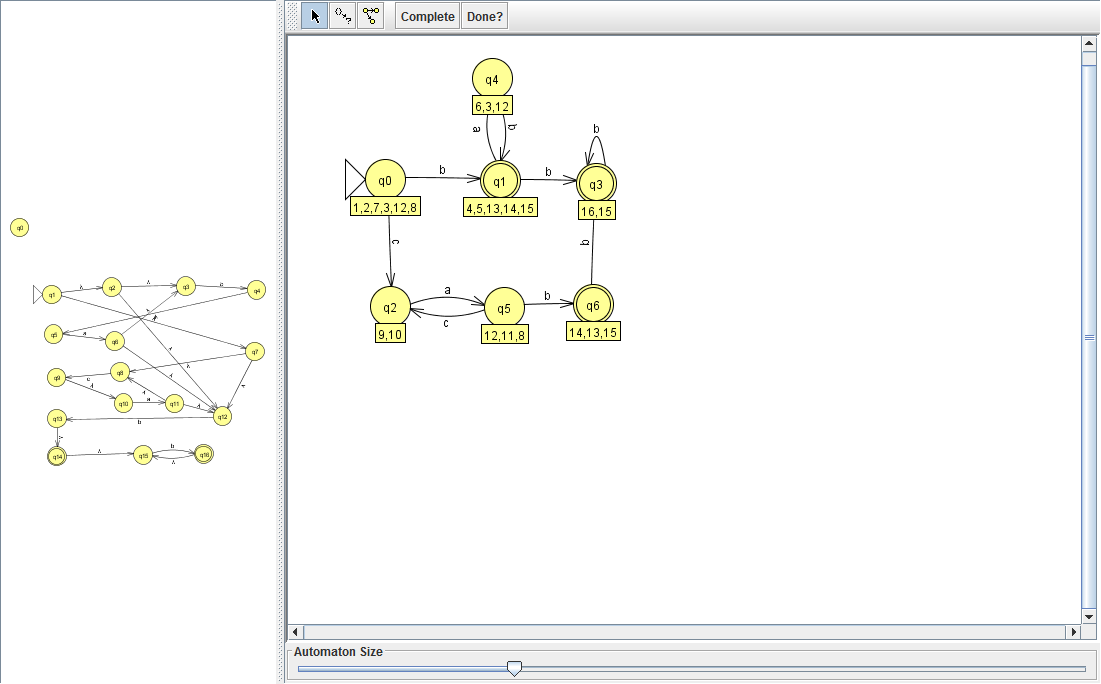 Complete Done?
q4
6,3,12
a b
b
q0 b q1 b q3
1,2,7,3,12,8 4,5,13,14,15 16,15
c b
q2 a q5 b q6
c
9,10 12,11,8 14,13,15
q0
q1 λ q2 λ q3 c q4
q5 a q6
q7
q9 c q8 λ
q10 a q11 q12
q13 b
q14 λ q15 b q16
λ
Automaton Size